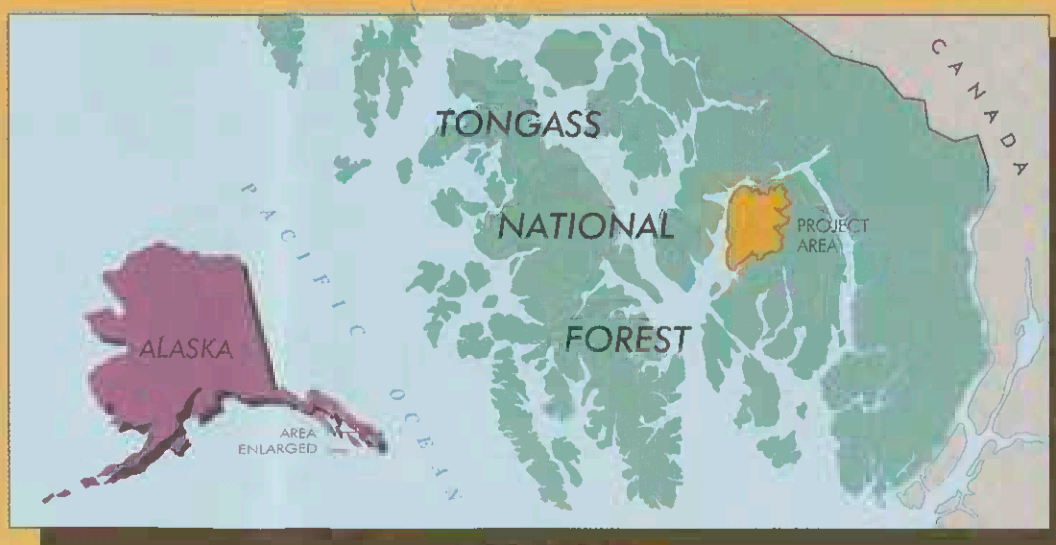 CANADA
TONGASS
NATIONAL
FOREST
PROJECT
AREA
PACIFIC OCEAN
ALASKA
AREA
ENLARGED